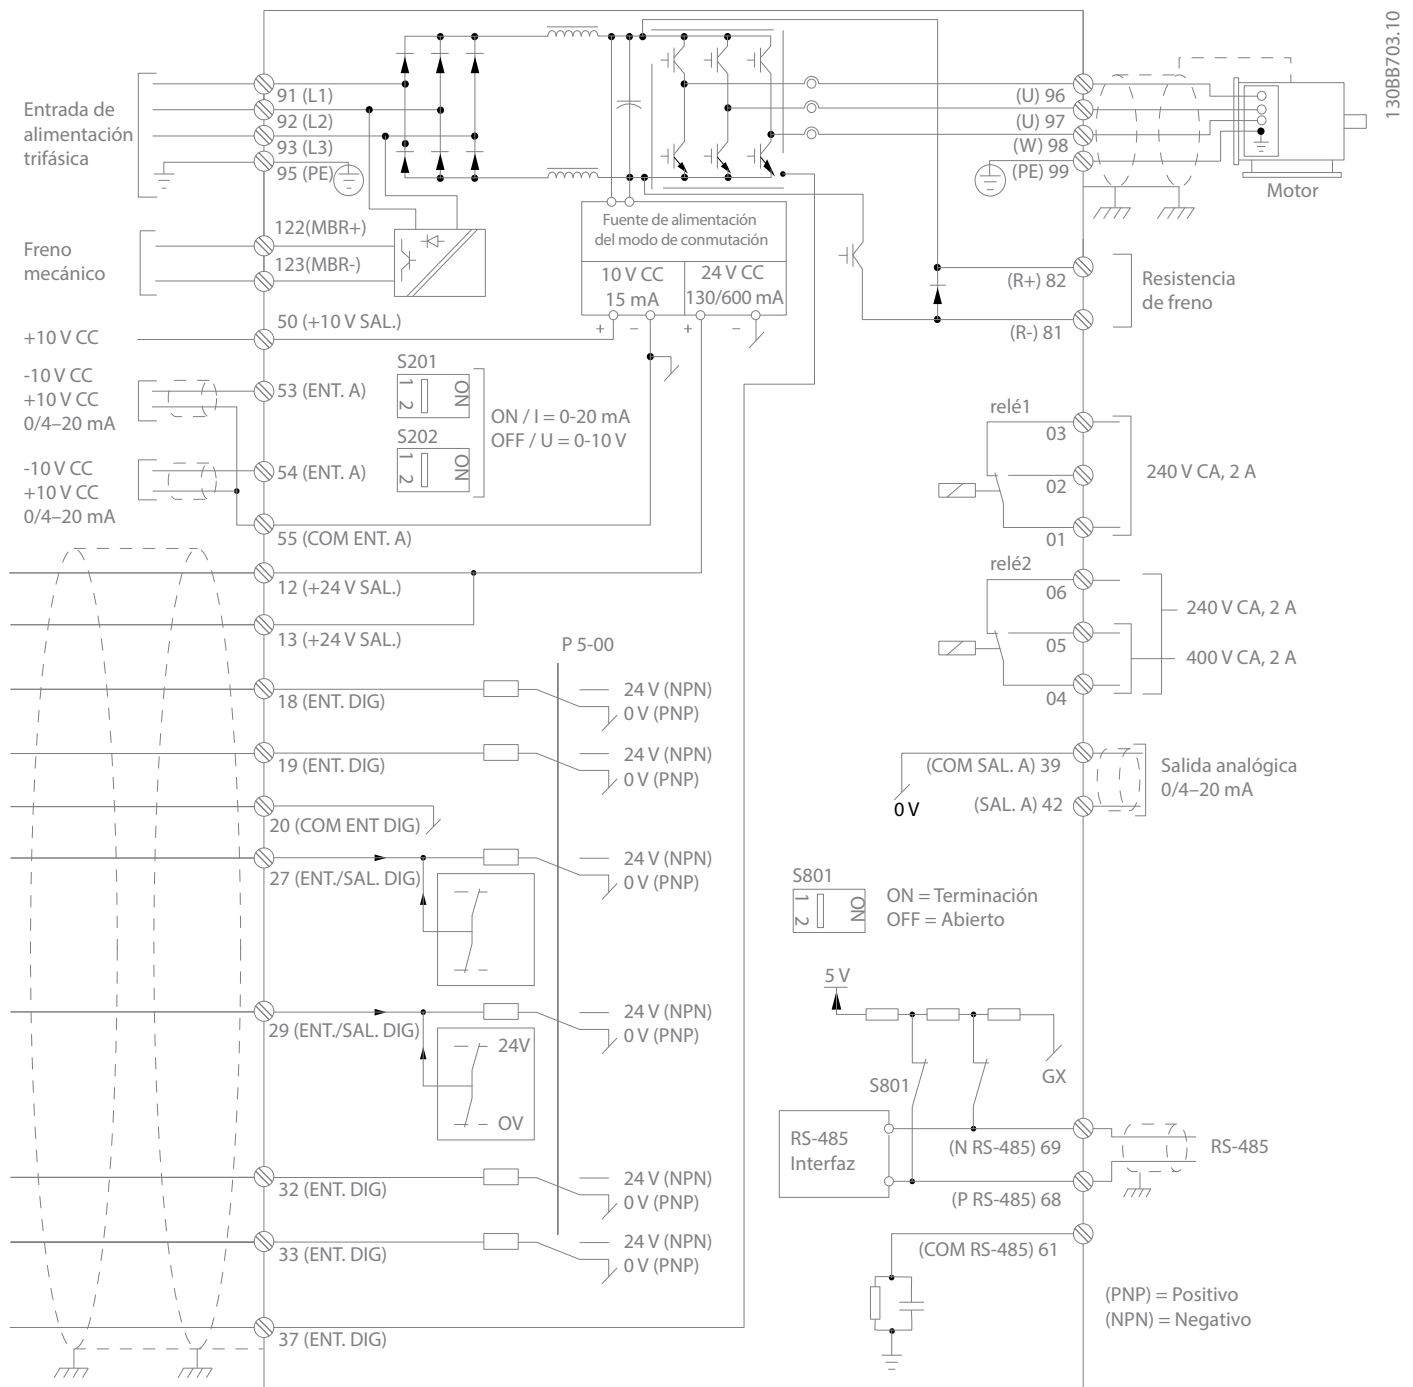 130BB703.10
Entrada de
alimentación
trifásica
91 (L1)
92 (L2)
93 (L3)
95 (PE)
Freno
mecánico
122(MBR+)
123(MBR-)
50 (+10 V SAL.)
+10 V CC
-10 V CC
+10 V CC
0/4–20 mA
53 (ENT. A)
-10 V CC
+10 V CC
0/4–20 mA
54 (ENT. A)
55 (COM ENT. A)
12 (+24 V SAL.)
13 (+24 V SAL.)
18 (ENT. DIG)
19 (ENT. DIG)
20 (COM ENT DIG)
27 (ENT./SAL. DIG)
29 (ENT./SAL. DIG)
24V
OV
32 (ENT. DIG)
33 (ENT. DIG)
37 (ENT. DIG)
S201
1
2
ON
S202
1
2
ON
ON / I = 0-20 mA
OFF / U = 0-10 V
Fuente de alimentación
del modo de conmutación
10 V CC
15 mA
24 V CC
130/600 mA
+
–
+
–
P 5-00
24 V (NPN)
0 V (PNP)
24 V (NPN)
0 V (PNP)
24 V (NPN)
0 V (PNP)
24 V (NPN)
0 V (PNP)
24 V (NPN)
0 V (PNP)
24 V (NPN)
0 V (PNP)
(U) 96
(U) 97
(W) 98
(PE) 99
Motor
(R+) 82
(R-) 81
Resistencia
de freno
relé1
03
02
01
240 V CA, 2 A
relé2
06
05
04
240 V CA, 2 A
400 V CA, 2 A
(COM SAL. A) 39
(SAL. A) 42
0 V
Salida analógica
0/4–20 mA
S801
1
2
ON
ON = Terminación
OFF = Abierto
5 V
S801
GX
RS-485
Interfaz
(N RS-485) 69
(P RS-485) 68
RS-485
(COM RS-485) 61
(PNP) = Positivo
(NPN) = Negativo